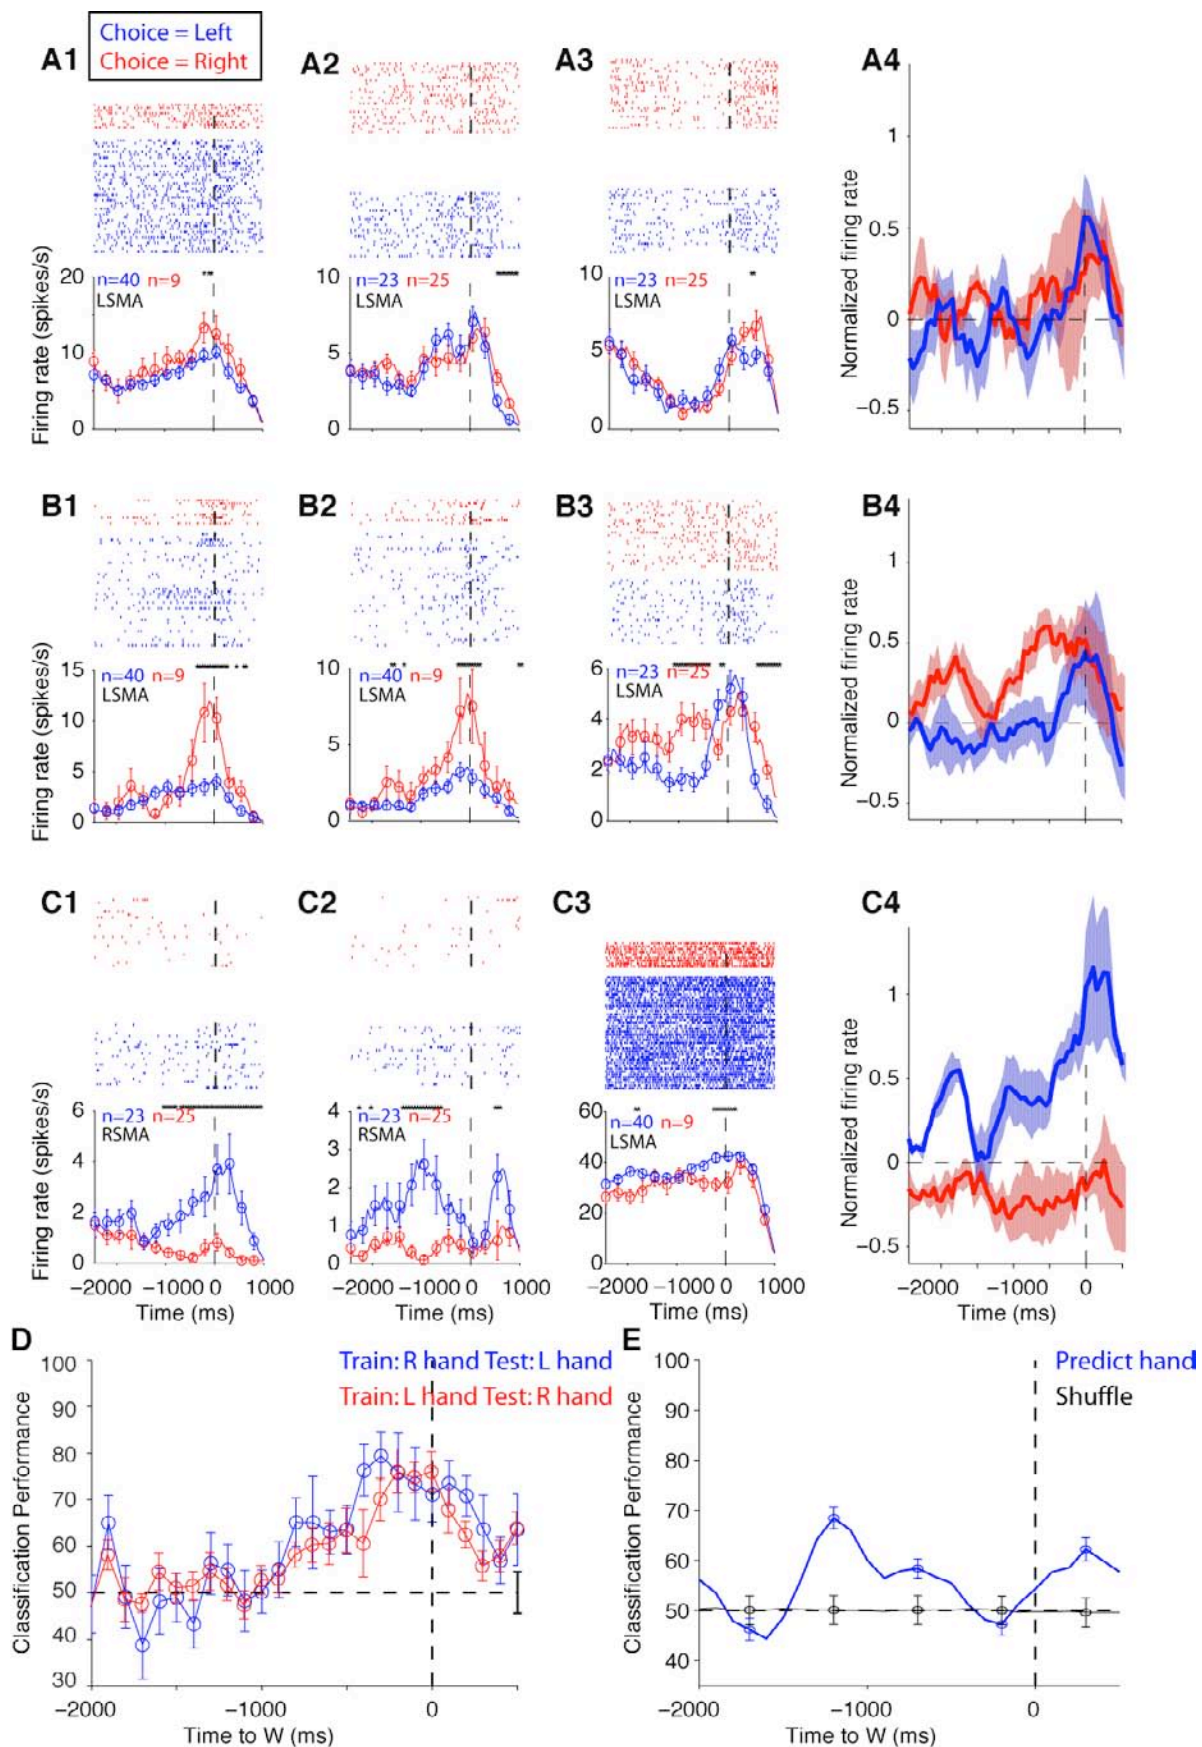 Choice = Left
Choice = Right
A1
A2
A3
A4
Firing rate (spikes/s)
20
10
0
n=40 n=9
LSMA
10
5
0
n=23 n=25
LSMA
10
5
0
n=23 n=25
LSMA
Normalized firing rate
1
0.5
0
−0.5
B1
B2
B3
B4
Firing rate (spikes/s)
15
10
5
0
n=40 n=9
LSMA
10
5
0
n=40 n=9
LSMA
6
4
2
0
n=23 n=25
LSMA
Normalized firing rate
1
0.5
0
−0.5
C1
C2
C3
C4
Firing rate (spikes/s)
6
4
2
0
n=23 n=25
RSMA
−2000 −1000 0 1000
Time (ms)
4
3
2
1
0
n=23 n=25
RSMA
−2000 −1000 0 1000
Time (ms)
60
40
20
0
n=40 n=9
LSMA
−2000 −1000 0 1000
Time (ms)
Normalized firing rate
1
0.5
0
−0.5
−2000 −1000 0
Time (ms)
D
Train: R hand Test: L hand
Train: L hand Test: R hand
Classification Performance
100
90
80
70
60
50
40
30
−2000 −1000 0
Time to W (ms)
E
Predict hand
Shuffle
Classification Performance
100
90
80
70
60
50
40
−2000 −1000 0
Time to W (ms)